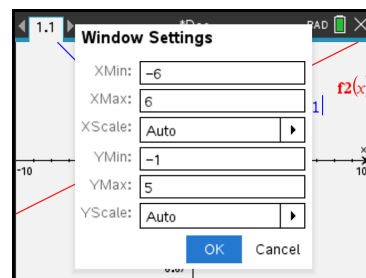 1.1
RAD
Window Settings
XMin: -6
XMax: 6
XScale: Auto
YMin: -1
YMax: 5
YScale: Auto
OK Cancel
f2(x
1|
x
-10
10